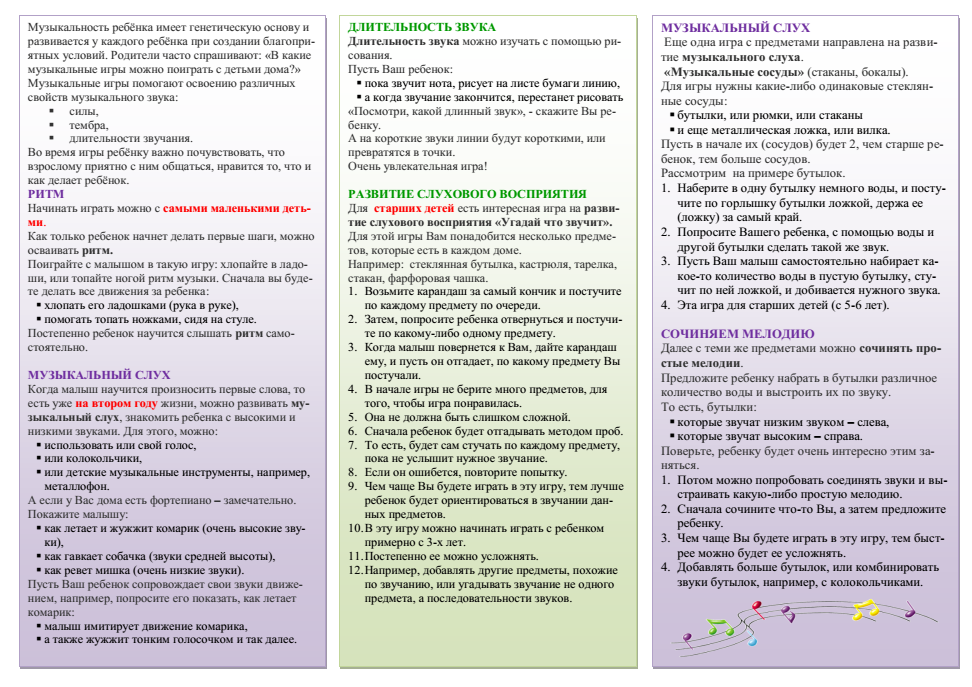 Музыкальность ребёнка имеет генетическую основу и
развивается у каждого ребёнка при создании благопри-
ятных условий. Родители часто спрашивают: «В какие
музыкальные игры можно поиграть с детьми дома?»
Музыкальные игры помогают освоению различных
свойств музыкального звука:
▪ силы,
▪ тембра,
▪ длительности звучания.
Во время игры ребёнку важно почувствовать, что
взрослому приятно с ним общаться, нравится то, что и
как делает ребёнок.
РИТМ
Начинать играть можно с самыми маленькими деть-
ми.
Как только ребенок начнет делать первые шаги, можно
осваивать ритм.
Поиграйте с малышом в такую игру: хлопайте в ладо-
ши, или топайте ногой ритм музыки. Сначала вы буде-
те делать все движения за ребенка:
▪ хлопать его ладошками (рука в руке),
▪ помогать топать ножками, сидя на стуле.
Постепенно ребенок научится слышать ритм само-
стоятельно.
МУЗЫКАЛЬНЫЙ СЛУХ
Когда малыш научится произносить первые слова, то
есть уже на втором году жизни, можно развивать му-
зыкальный слух, знакомить ребенка с высокими и
низкими звуками. Для этого, можно:
▪ использовать или свой голос,
▪ или колокольчики,
▪ или детские музыкальные инструменты, например,
металлофон.
А если у Вас дома есть фортепиано – замечательно.
Покажите малышу:
▪ как летает и жужжит комарик (очень высокие зву-
ки),
▪ как гавкает собачка (звуки средней высоты),
▪ как ревет мишка (очень низкие звуки).
Пусть Ваш ребенок сопровождает свои звуки движе-
нием, например, попросите его показать, как летает
комарик:
▪ малыш имитирует движение комарика,
▪ а также жужжит тонким голосочком и так далее.
ДЛИТЕЛЬНОСТЬ ЗВУКА
Длительность звука можно изучать с помощью ри-
сования.
Пусть Ваш ребенок:
▪ пока звучит нота, рисует на листе бумаги линию,
▪ а когда звучание закончится, перестанет рисовать
«Посмотри, какой длинный звук», - скажите Вы ре-
бенку.
А на короткие звуки линии будут короткими, или
превратятся в точки.
Очень увлекательная игра!
РАЗВИТИЕ СЛУХОВОГО ВОСПРИЯТИЯ
Для старших детей есть интересная игра на разви-
тие слухового восприятия «Угадай что звучит».
Для этой игры Вам понадобится несколько предме-
тов, которые есть в каждом доме.
Например: стеклянная бутылка, кастрюля, тарелка,
стакан, фарфоровая чашка.
1. Возьмите карандаш за самый кончик и постучите
по каждому предмету по очереди.
2. Затем, попросите ребенка отвернуться и постучи-
те по какому-либо одному предмету.
3. Когда малыш повернется к Вам, дайте карандаш
ему, и пусть он отгадает, по какому предмету Вы
постучали.
4. В начале игры не берите много предметов, для
того, чтобы игра понравилась.
5. Она не должна быть слишком сложной.
6. Сначала ребенок будет отгадывать методом проб.
7. То есть, будет сам стучать по каждому предмету,
пока не услышит нужное звучание.
8. Если он ошибется, повторите попытку.
9. Чем чаще Вы будете играть в эту игру, тем лучше
ребенок будет ориентироваться в звучании дан-
ных предметов.
10.В эту игру можно начинать играть с ребенком
примерно с 3-х лет.
11.Постепенно ее можно усложнять.
12.Например, добавлять другие предметы, похожие
по звучанию, или угадывать звучание не одного
предмета, а последовательности звуков.
МУЗЫКАЛЬНЫЙ СЛУХ
Еще одна игра с предметами направлена на разви-
тие музыкального слуха.
«Музыкальные сосуды» (стаканы, бокалы).
Для игры нужны какие-либо одинаковые стеклян-
ные сосуды:
▪ бутылки, или рюмки, или стаканы
▪ и еще металлическая ложка, или вилка.
Пусть в начале их (сосудов) будет 2, чем старше ре-
бенок, тем больше сосудов.
Рассмотрим на примере бутылок.
1. Наберите в одну бутылку немного воды, и посту-
чите по горлышку бутылки ложкой, держа ее
(ложку) за самый край.
2. Попросите Вашего ребенка, с помощью воды и
другой бутылки сделать такой же звук.
3. Пусть Ваш малыш самостоятельно набирает ка-
кое-то количество воды в пустую бутылку, сту-
чит по ней ложкой, и добивается нужного звука.
4. Эта игра для старших детей (с 5-6 лет).
СОЧИНЯЕМ МЕЛОДИЮ
Далее с теми же предметами можно сочинять про-
стые мелодии.
Предложите ребенку набрать в бутылки различное
количество воды и выстроить их по звуку.
То есть, бутылки:
▪ которые звучат низким звуком – слева,
▪ которые звучат высоким – справа.
Поверьте, ребенку будет очень интересно этим за-
няться.
1. Потом можно попробовать соединять звуки и вы-
страивать какую-либо простую мелодию.
2. Сначала сочините что-то Вы, а затем предложите
ребенку.
3. Чем чаще Вы будете играть в эту игру, тем быст-
рее можно будет ее усложнять.
4. Добавлять больше бутылок, или комбинировать
звуки бутылок, например, с колокольчиками.